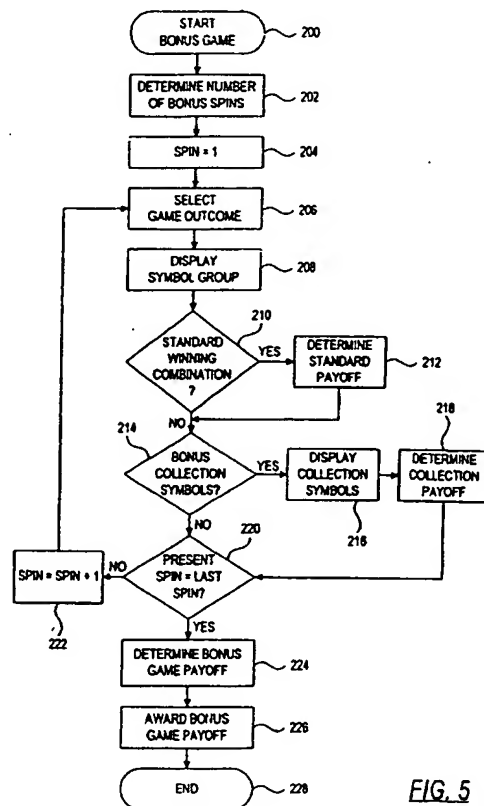 START
BONUS GAME
200
DETERMINE NUMBER
OF BONUS SPINS
202
SPIN = 1
204
SELECT
GAME OUTCOME
206
DISPLAY
SYMBOL GROUP
208
210
STANDARD
WINNING
COMBINATION
?
YES
DETERMINE
STANDARD
PAYOFF
212
NO
214
BONUS
COLLECTION
SYMBOLS?
YES
DISPLAY
COLLECTION
SYMBOLS
216
218
DETERMINE
COLLECTION
PAYOFF
NO
220
PRESENT
SPIN = LAST
SPIN?
NO
SPIN = SPIN + 1
222
YES
DETERMINE BONUS
GAME PAYOFF
224
AWARD BONUS
GAME PAYOFF
226
END
228
FIG. 5